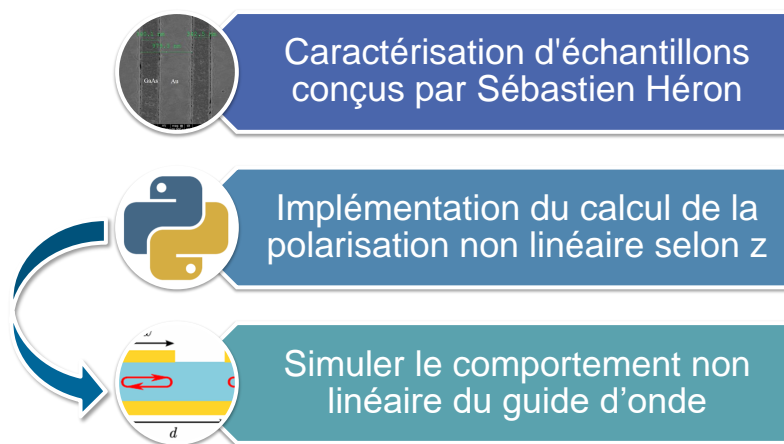 Caractérisation d'échantillons
conçus par Sébastien Héron
GaAs Au
Implémentation du calcul de la
polarisation non linéaire selon z
Simuler le comportement non
linéaire du guide d’onde
d